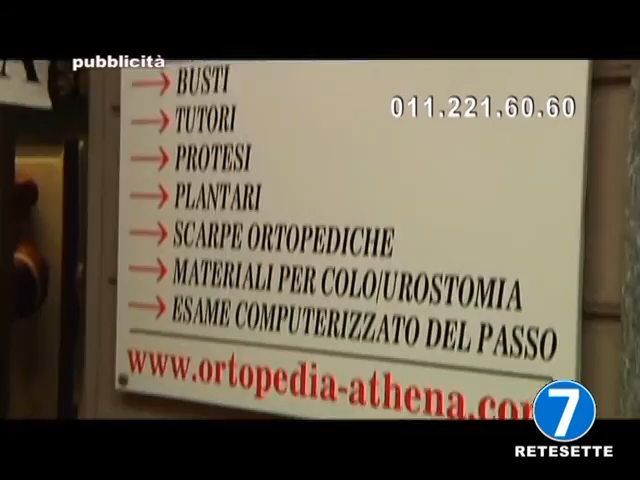 pubblicità
A
BUSTI
011.221.60.60
TUTORI
PROTESI
PLANTARI
SCARPE ORTOPEDICHE
MATERIALI PER COLO/UROSTOMIA
ESAME COMPUTERIZZATO DEL PASSO
www.ortopedia-athena.co
7
RETESETTE